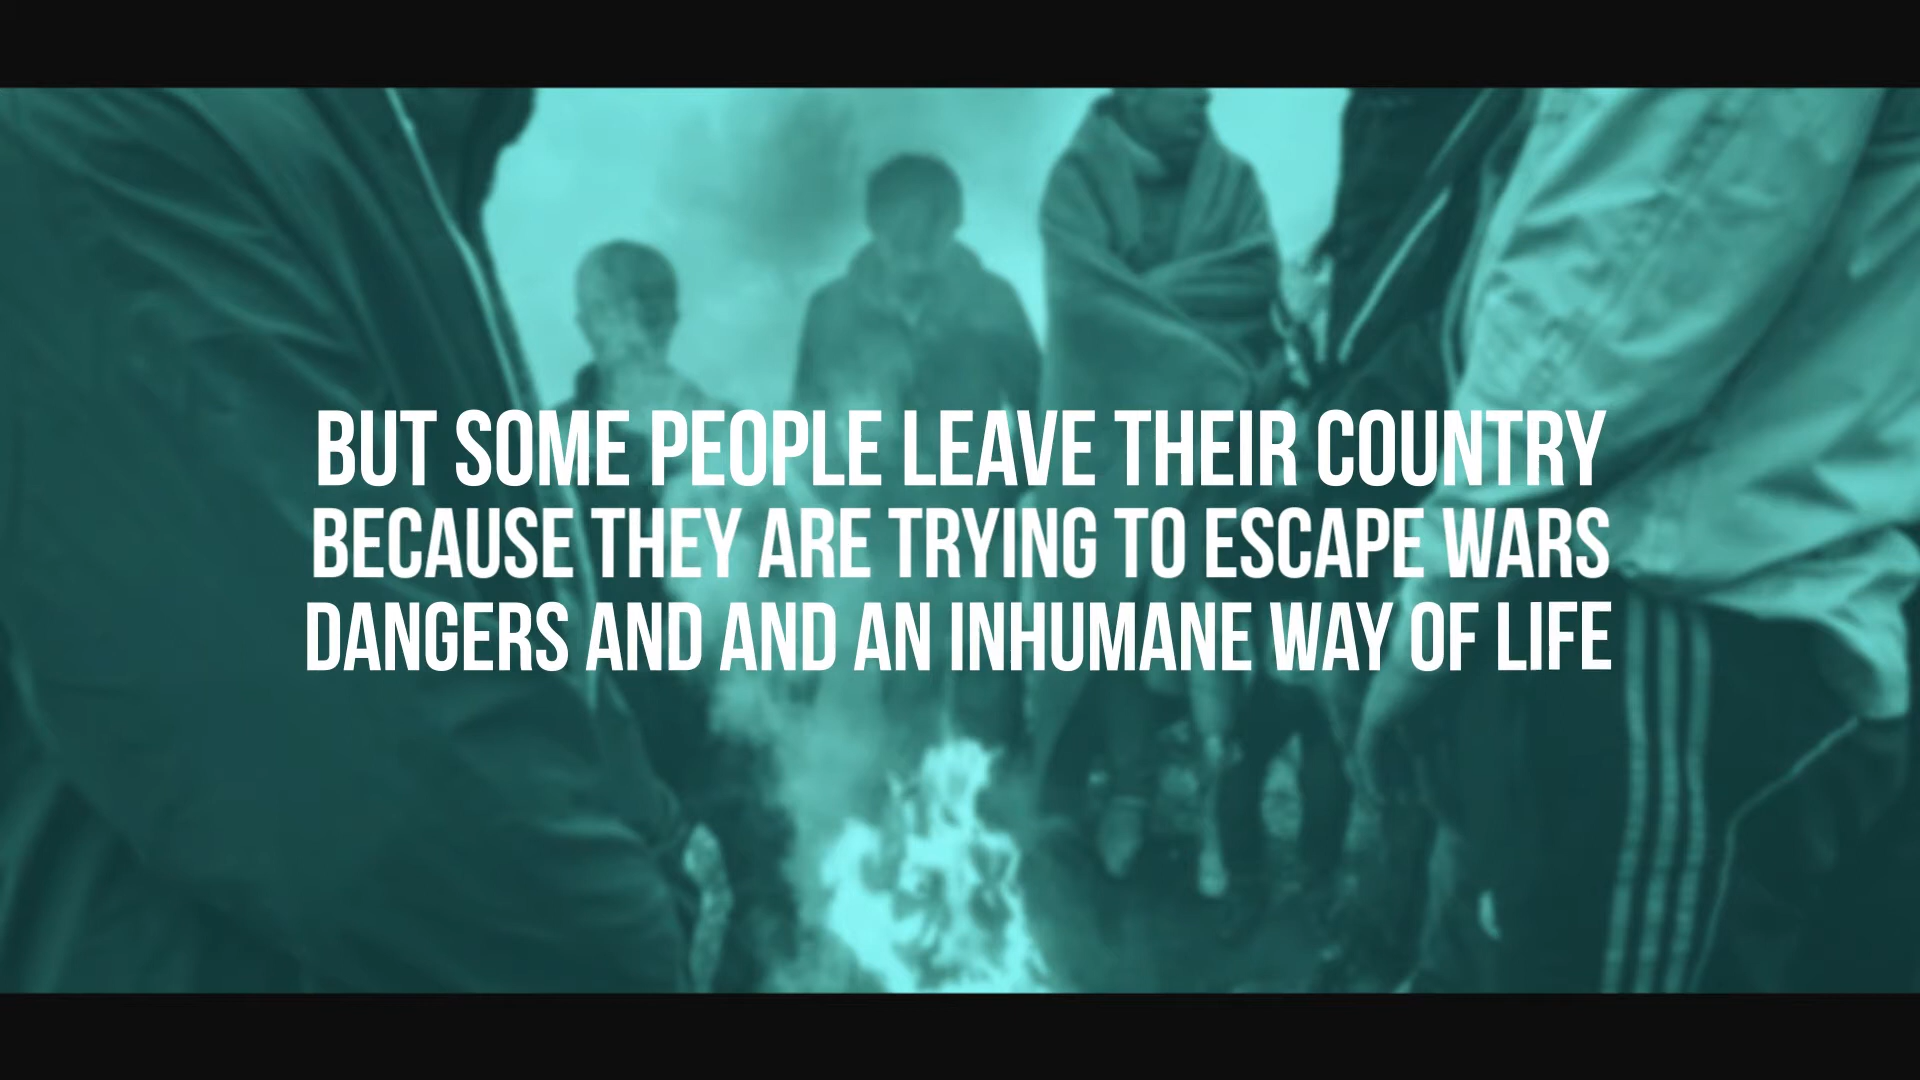 BUT SOME PEOPLE LEAVE THEIR COUNTRY
BECAUSE THEY ARE TRYING TO ESCAPE WARS
DANGERS AND AND AN INHUMANE WAY OF LIFE